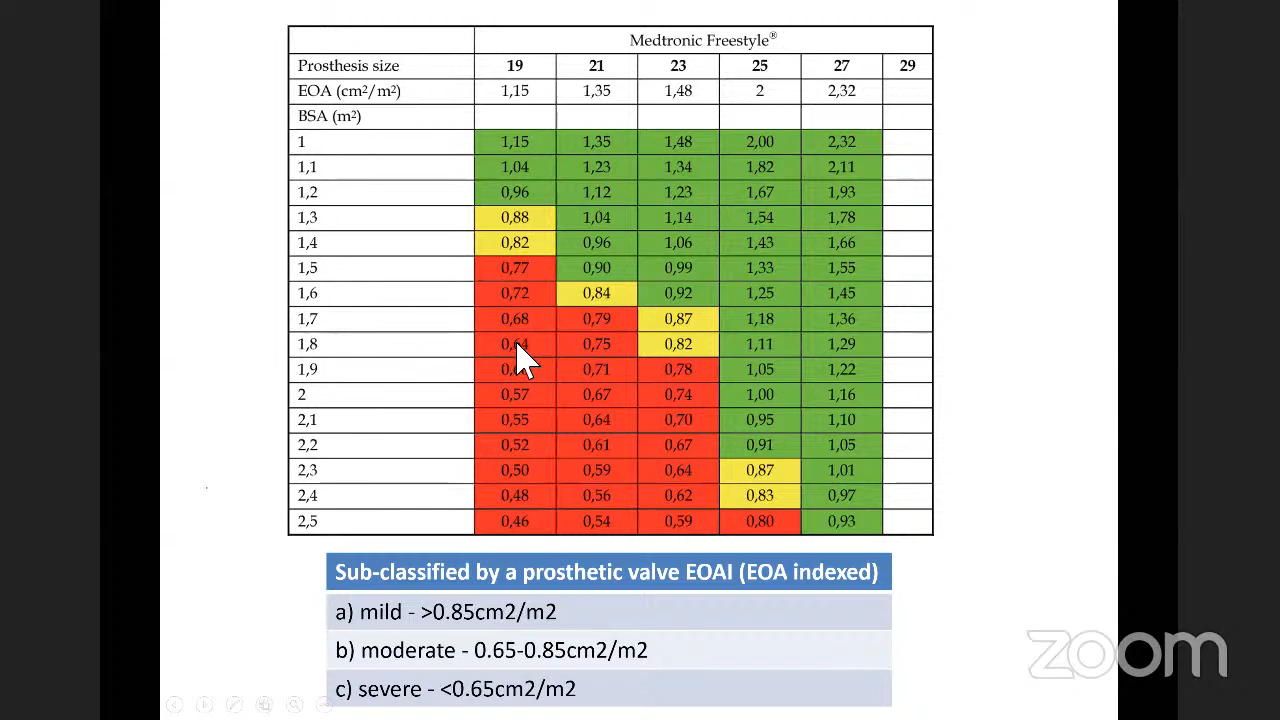 Medtronic Freestyle®
Prosthesis size 19 21 23 25 27 29
EOA (cm²/m²) 1,15 1,35 1,48 2 2,32
BSA (m²)
1 1,15 1,35 1,48 2,00 2,32
1,1 1,04 1,23 1,34 1,82 2,11
1,2 0,96 1,12 1,23 1,67 1,93
1,3 0,88 1,04 1,14 1,54 1,78
1,4 0,82 0,96 1,06 1,43 1,66
1,5 0,77 0,90 0,99 1,33 1,55
1,6 0,72 0,84 0,92 1,25 1,45
1,7 0,68 0,79 0,87 1,18 1,36
1,8 0,64 0,75 0,82 1,11 1,29
1,9 0,71 0,78 1,05 1,22
2 0,57 0,67 0,74 1,00 1,16
2,1 0,55 0,64 0,70 0,95 1,10
2,2 0,52 0,61 0,67 0,91 1,05
2,3 0,50 0,59 0,64 0,87 1,01
2,4 0,48 0,56 0,62 0,83 0,97
2,5 0,46 0,54 0,59 0,80 0,93
Sub-classified by a prosthetic valve EOAI (EOA indexed)
a) mild - >0.85cm2/m2
b) moderate - 0.65-0.85cm2/m2
c) severe - <0.65cm2/m2
zoom